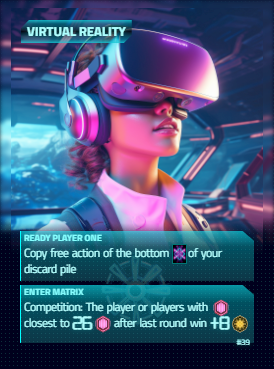 VIRTUAL REALITY
READY PLAYER ONE
Copy free action of the bottom of your
discard pile
ENTER MATRIX
Competition: The player or players with
closest to 26 after last round win +8
#39